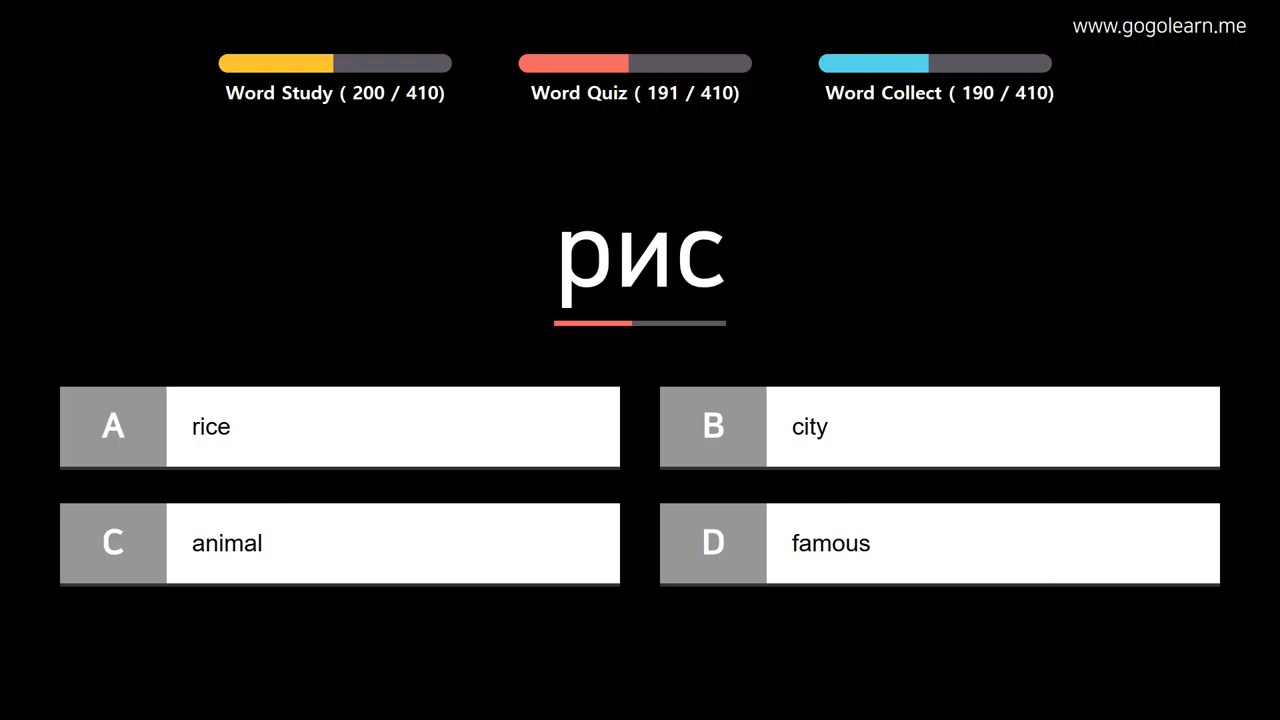 www.gogolearn.me
Word Study ( 200 / 410)
Word Quiz ( 191 / 410)
Word Collect ( 190 / 410)
рис
A rice
B city
C animal
D famous